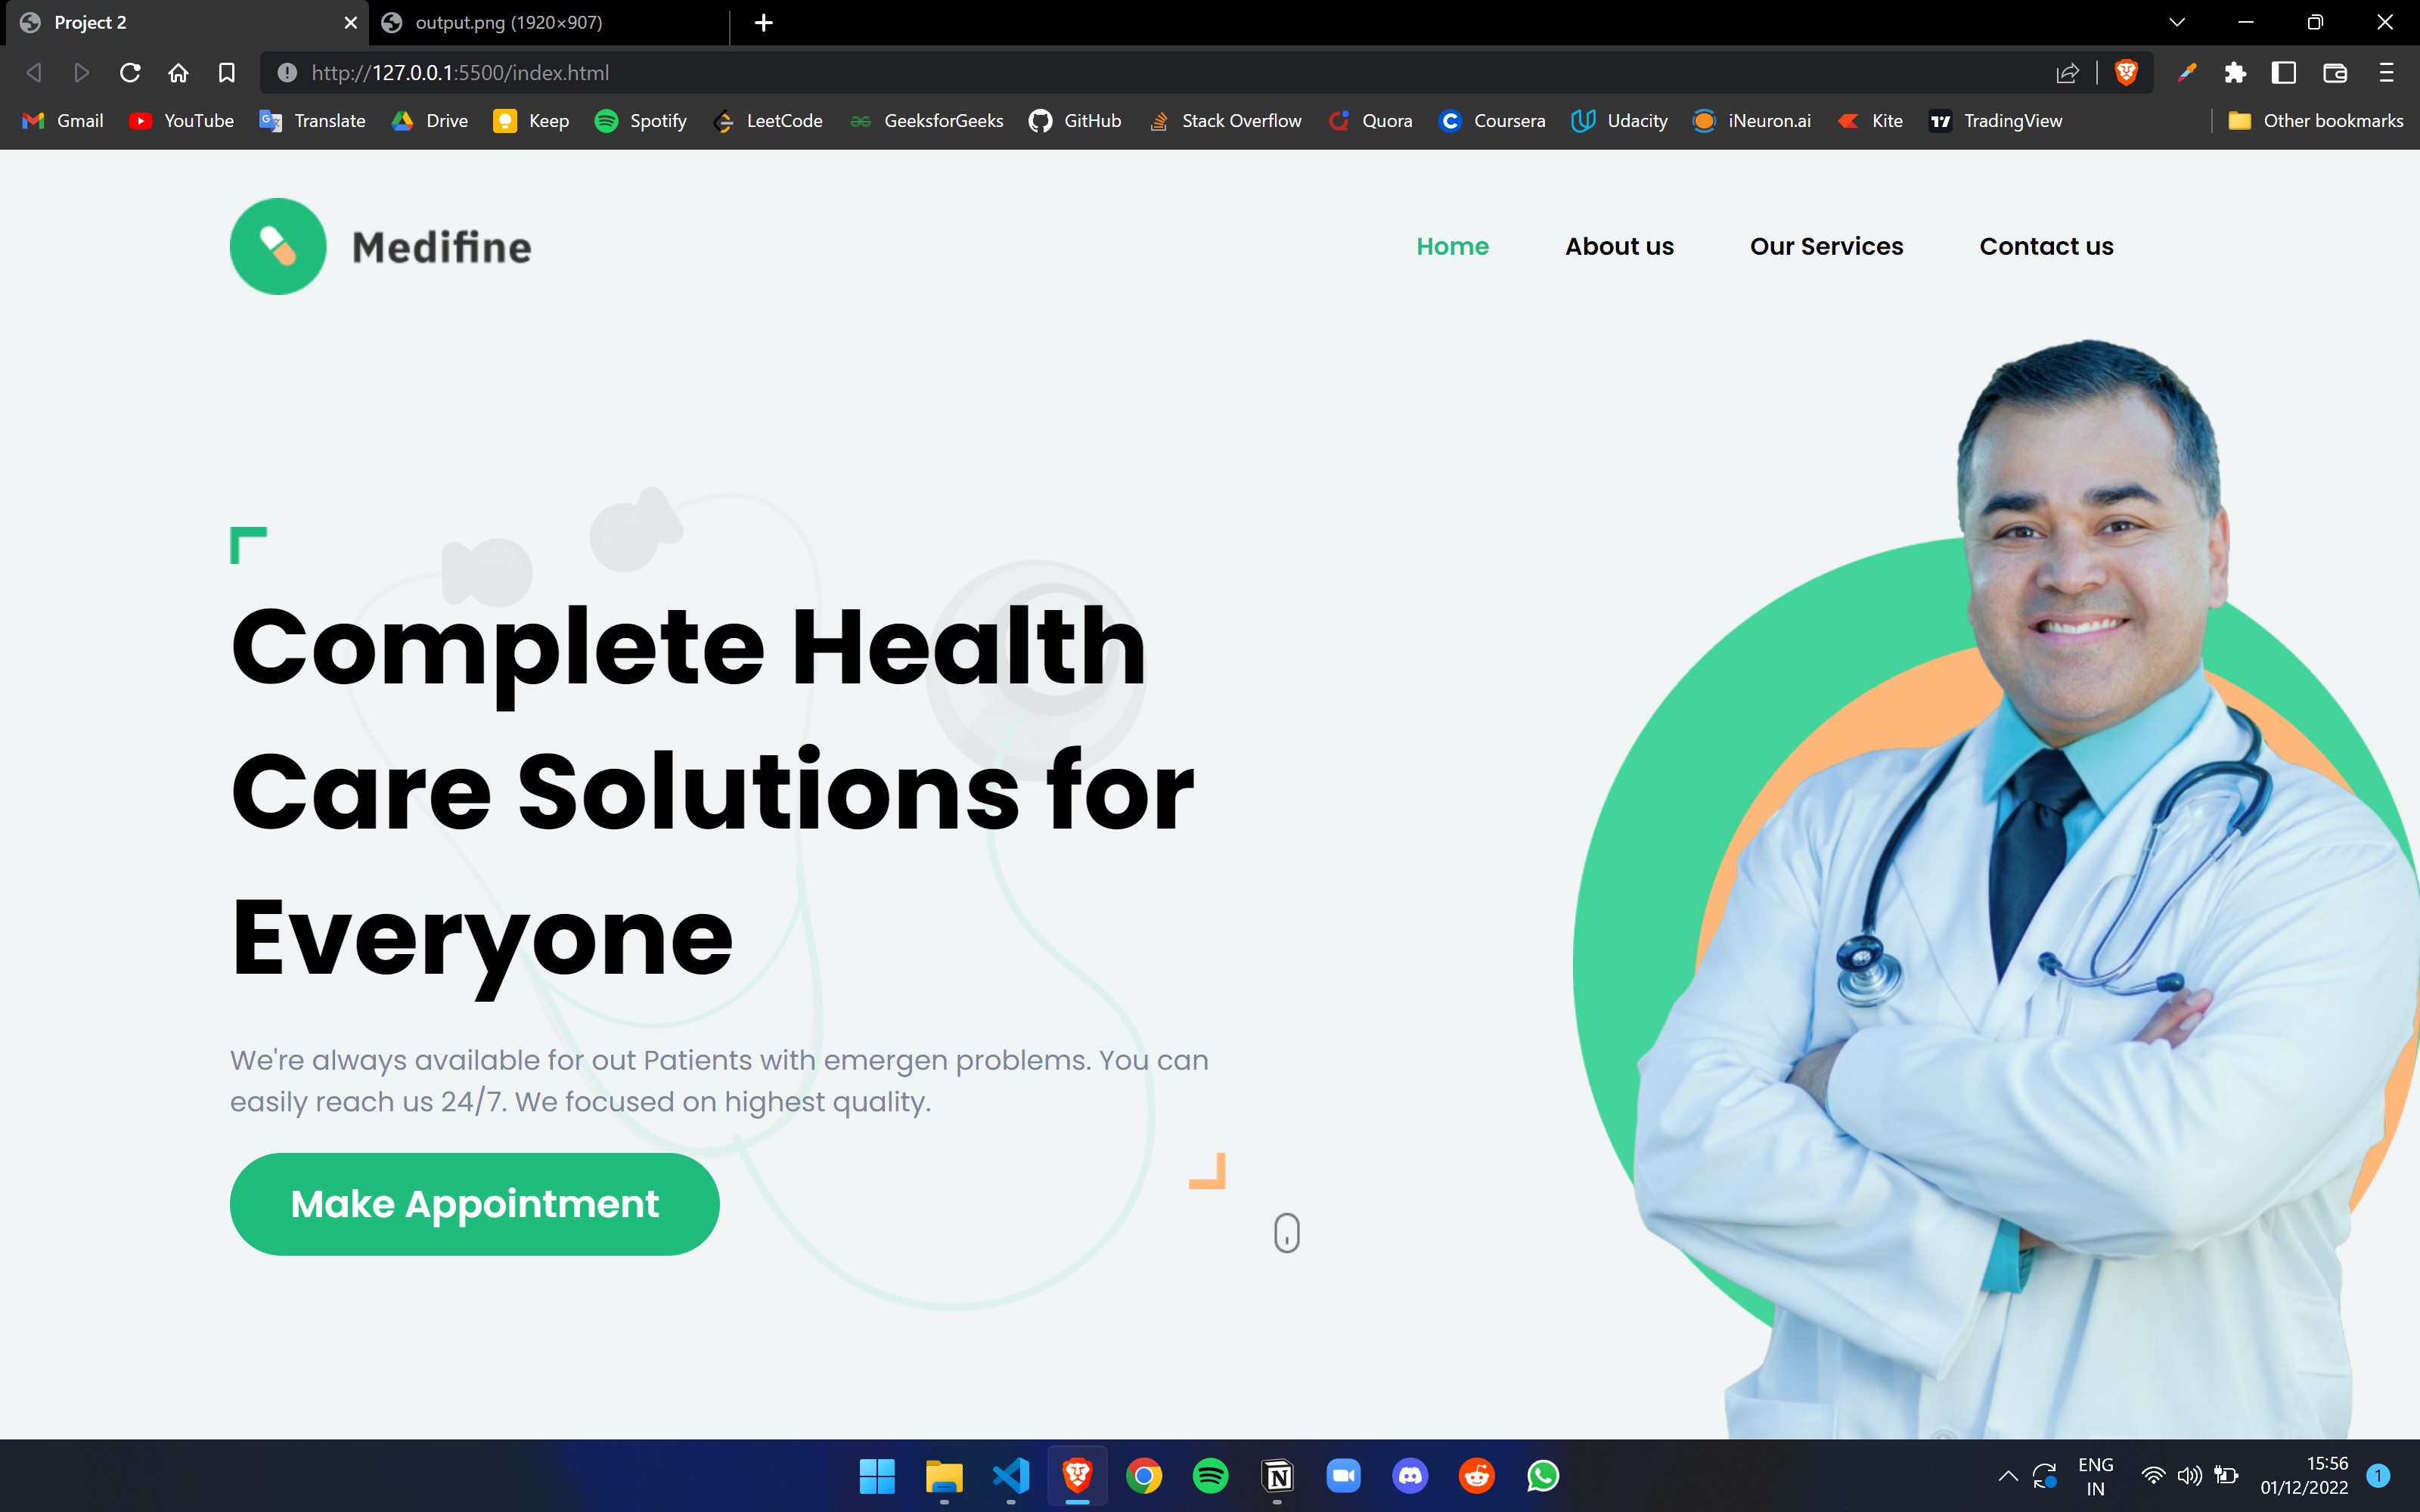 Project 2
output.png (1920×907)
http://127.0.0.1:5500/index.html
Gmail YouTube Translate Drive Keep Spotify LeetCode GeeksforGeeks GitHub Stack Overflow Quora Coursera Udacity iNeuron.ai Kite TradingView Other bookmarks
Medifine
Home About us Our Services Contact us
Complete Health
Care Solutions for
Everyone
We're always available for out Patients with emergen problems. You can
easily reach us 24/7. We focused on highest quality.
Make Appointment
ENG
IN
15:56
01/12/2022
1